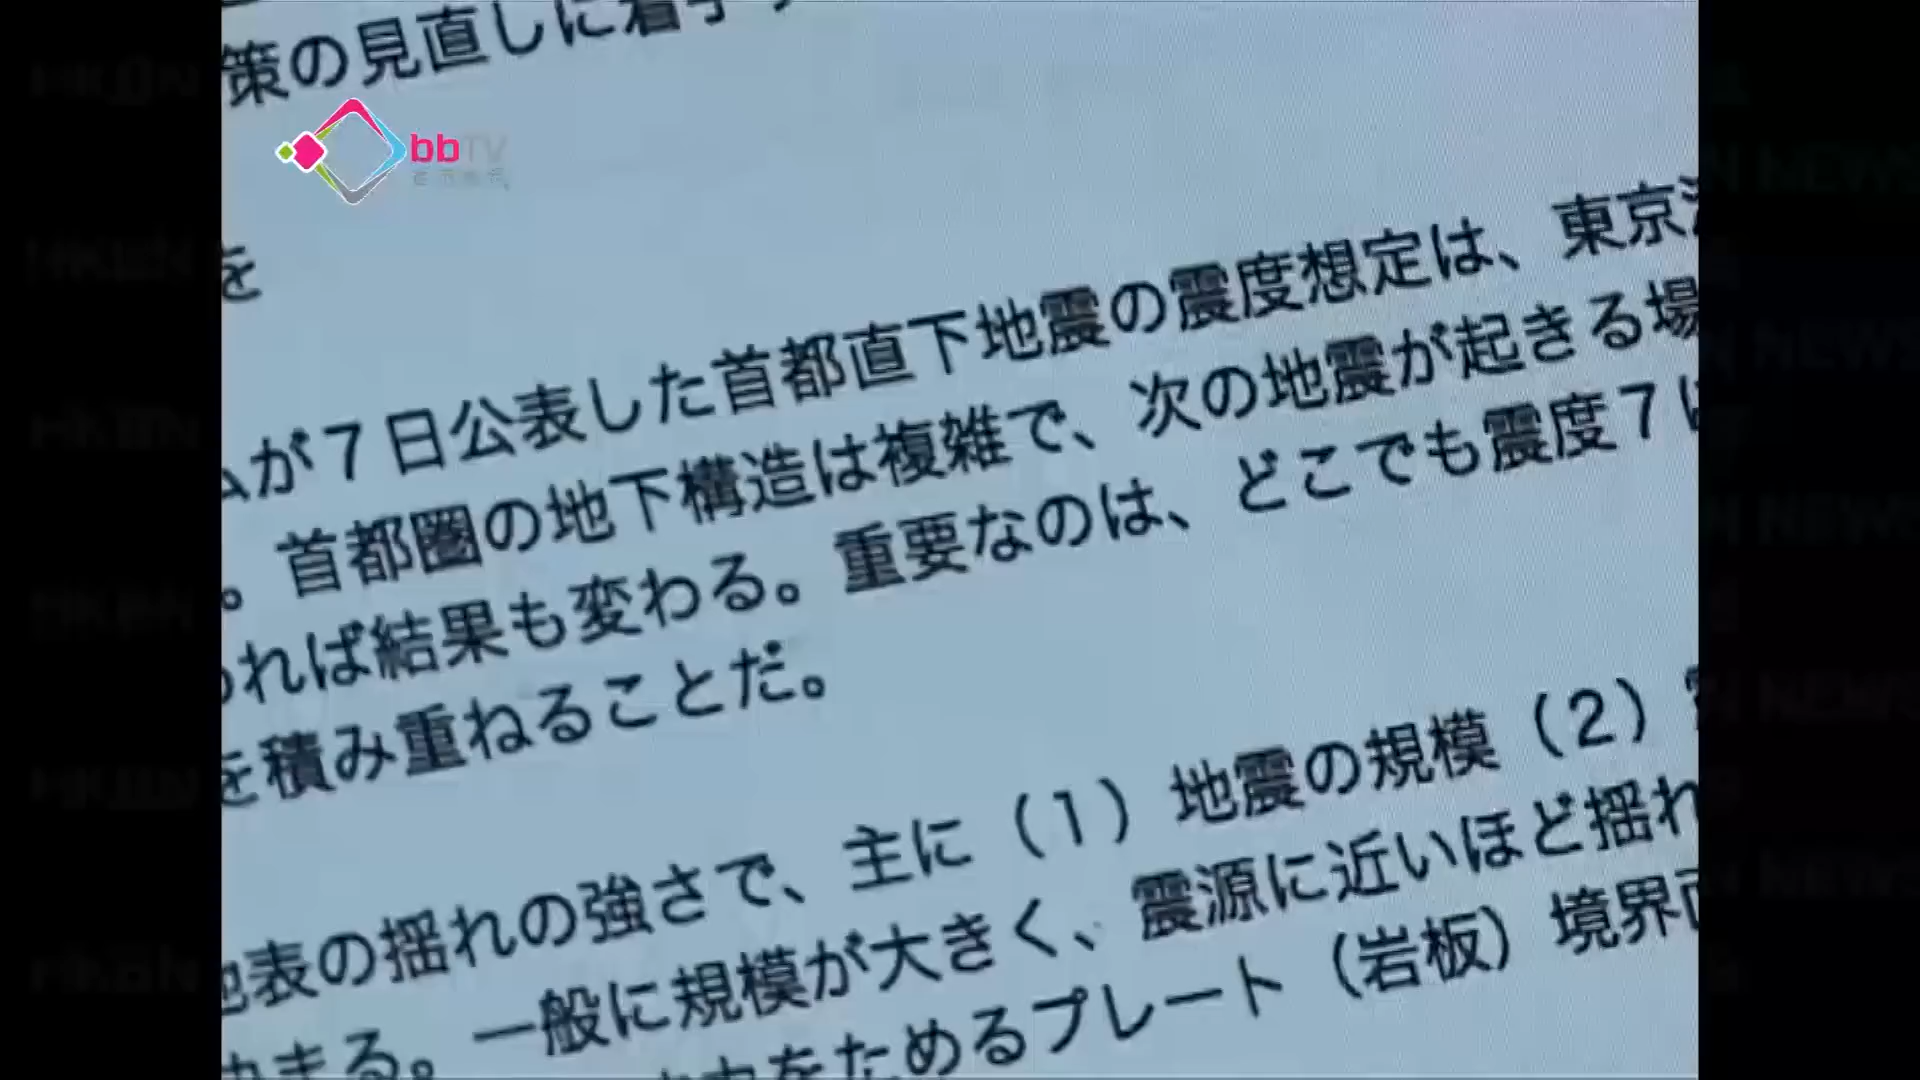 策の見直しに着手
bbTV
を
ムが７日公表した首都直下地震の震度想定は、東京
。首都圏の地下構造は複雑で、次の地震が起きる場
れば結果も変わる。重要なのは、どこでも震度７は
を積み重ねることだ。
表の揺れの強さで、主に（１）地震の規模（２）
まる。一般に規模が大きく、震源に近いほど揺れ
をためるプレート（岩板）境界面